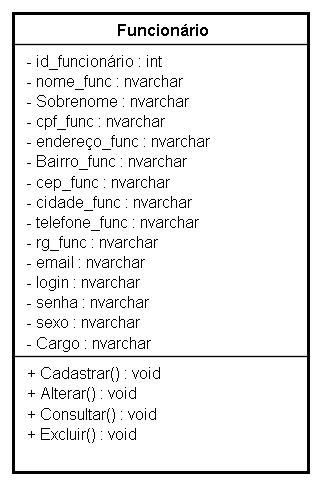 Funcionário
- id_funcionário : int
- nome_func : nvarchar
- Sobrenome : nvarchar
- cpf_func : nvarchar
- endereço_func : nvarchar
- Bairro_func : nvarchar
- cep_func : nvarchar
- cidade_func : nvarchar
- telefone_func : nvarchar
- rg_func : nvarchar
- email : nvarchar
- login : nvarchar
- senha : nvarchar
- sexo : nvarchar
- Cargo : nvarchar
+ Cadastrar() : void
+ Alterar() : void
+ Consultar() : void
+ Excluir() : void